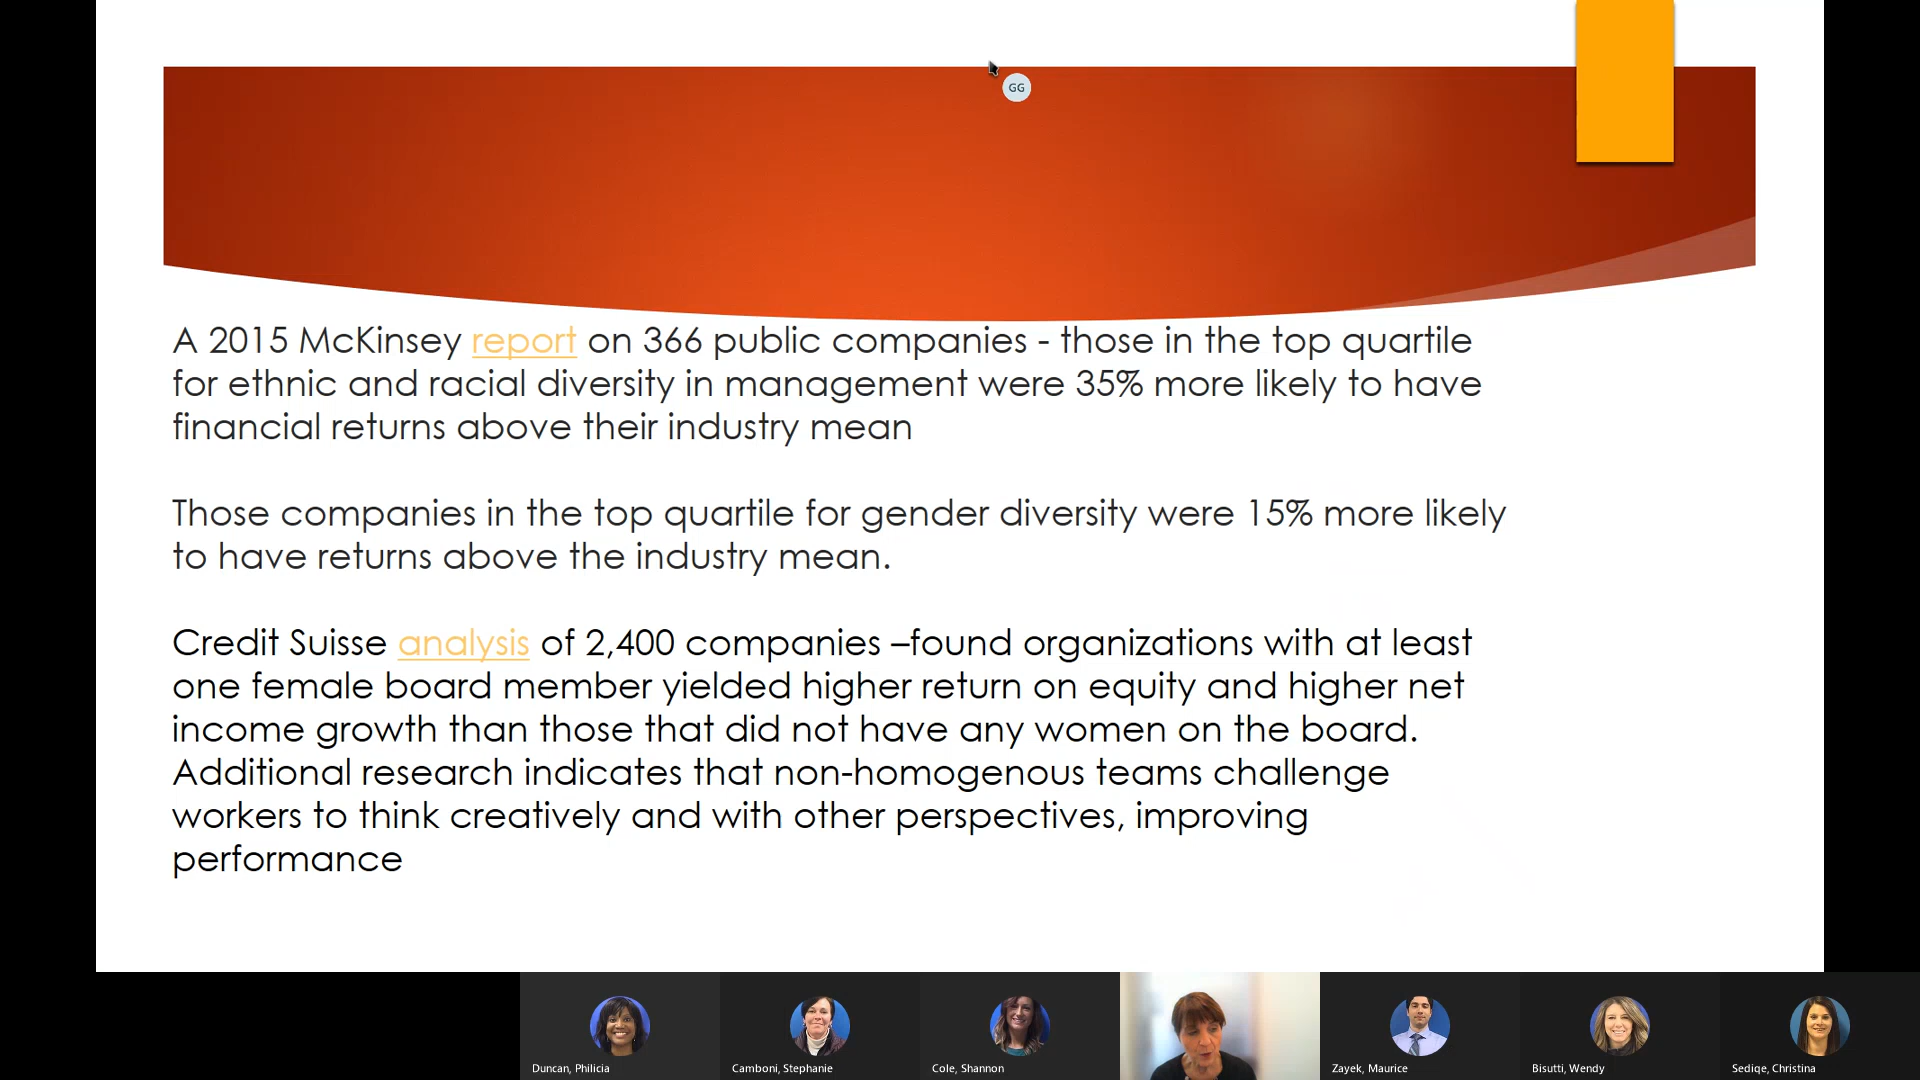 GG
A 2015 McKinsey report on 366 public companies - those in the top quartile
for ethnic and racial diversity in management were 35% more likely to have
financial returns above their industry mean
Those companies in the top quartile for gender diversity were 15% more likely
to have returns above the industry mean.
Credit Suisse analysis of 2,400 companies –found organizations with at least
one female board member yielded higher return on equity and higher net
income growth than those that did not have any women on the board.
Additional research indicates that non-homogenous teams challenge
workers to think creatively and with other perspectives, improving
performance
Duncan, Philicia
Camboni, Stephanie
Cole, Shannon
Zayek, Maurice
Bisutti, Wendy
Sediqe, Christina